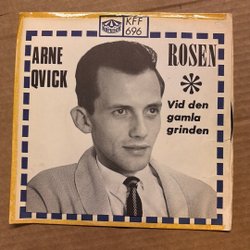 KFF
696
ARNE
QVICK
ROSEN
*
Vid den
gamla
grinden